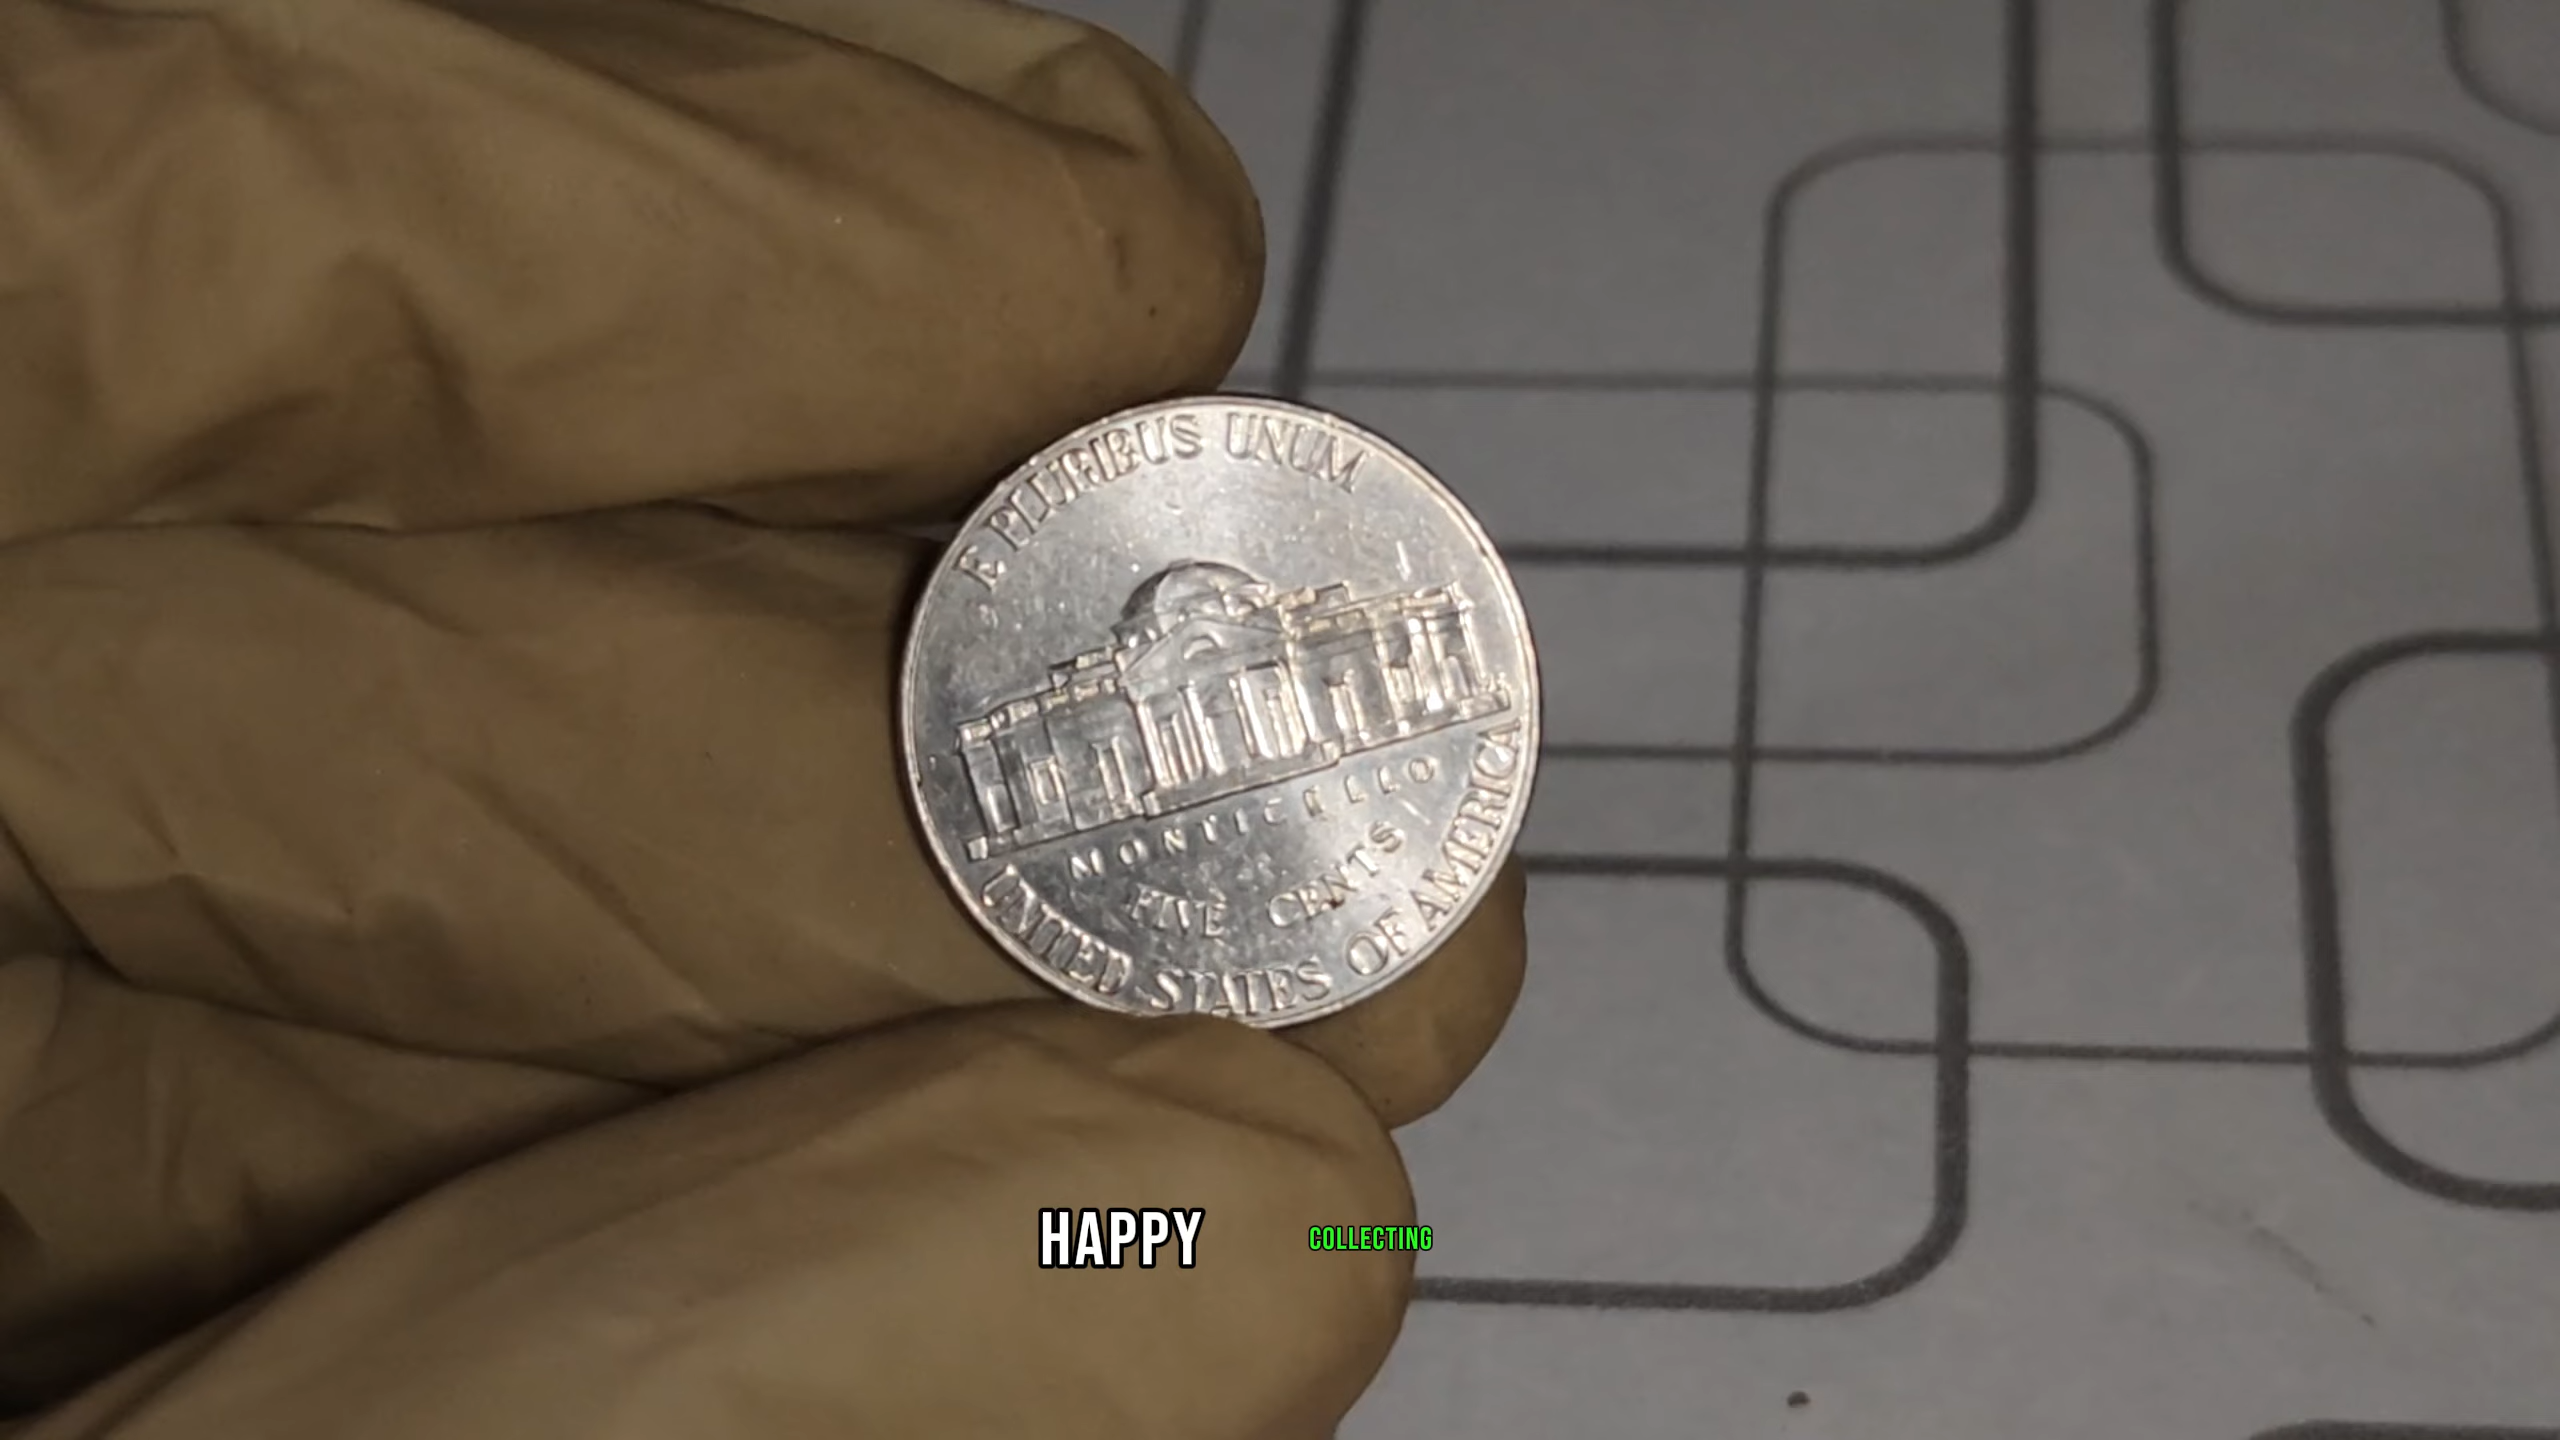 E PLURIBUS UNUM
MONTICELLO
FIVE CENTS
UNITED STATES OF AMERICA
HAPPY COLLECTING